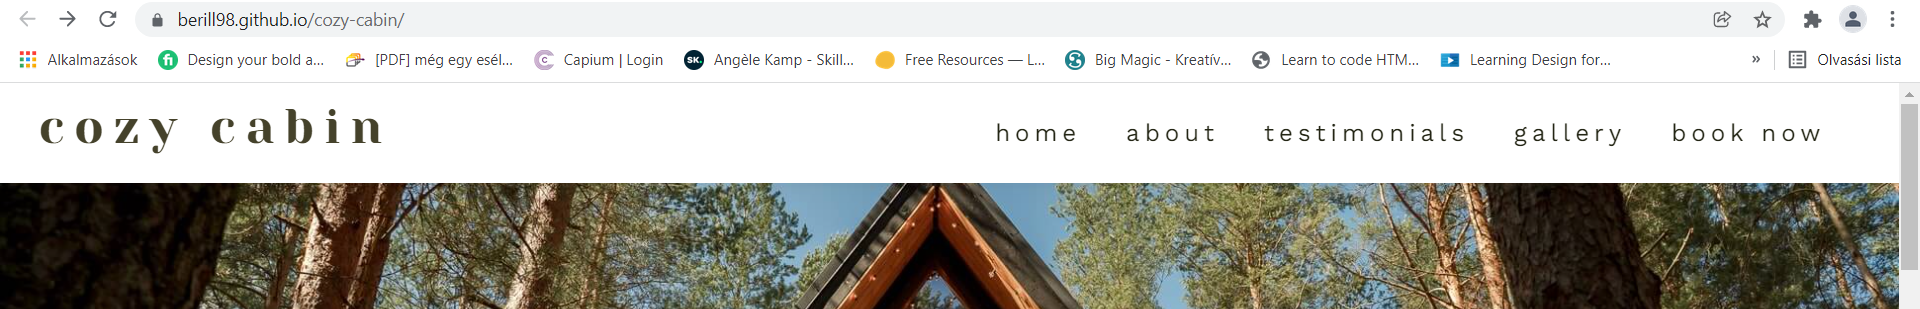 berill98.github.io/cozy-cabin/
Alkalmazások fi Design your bold a... [PDF] még egy esél... C Capium | Login SK. Angèle Kamp - Skill... Free Resources — L... Big Magic - Kreatív... Learn to code HTM... Learning Design for... » Olvasási lista
cozy cabin home about testimonials gallery book now